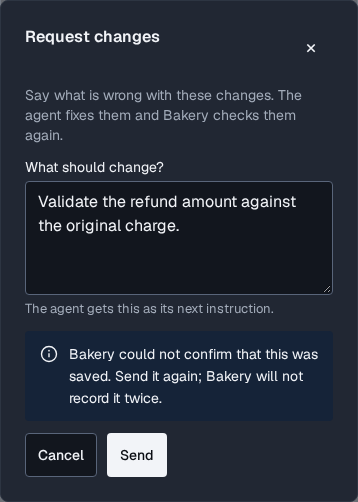 Request changes
Say what is wrong with these changes. The
agent fixes them and Bakery checks them
again.
What should change?
Validate the refund amount against
the original charge.
The agent gets this as its next instruction.
Bakery could not confirm that this was
saved. Send it again; Bakery will not
record it twice.
Cancel
Send